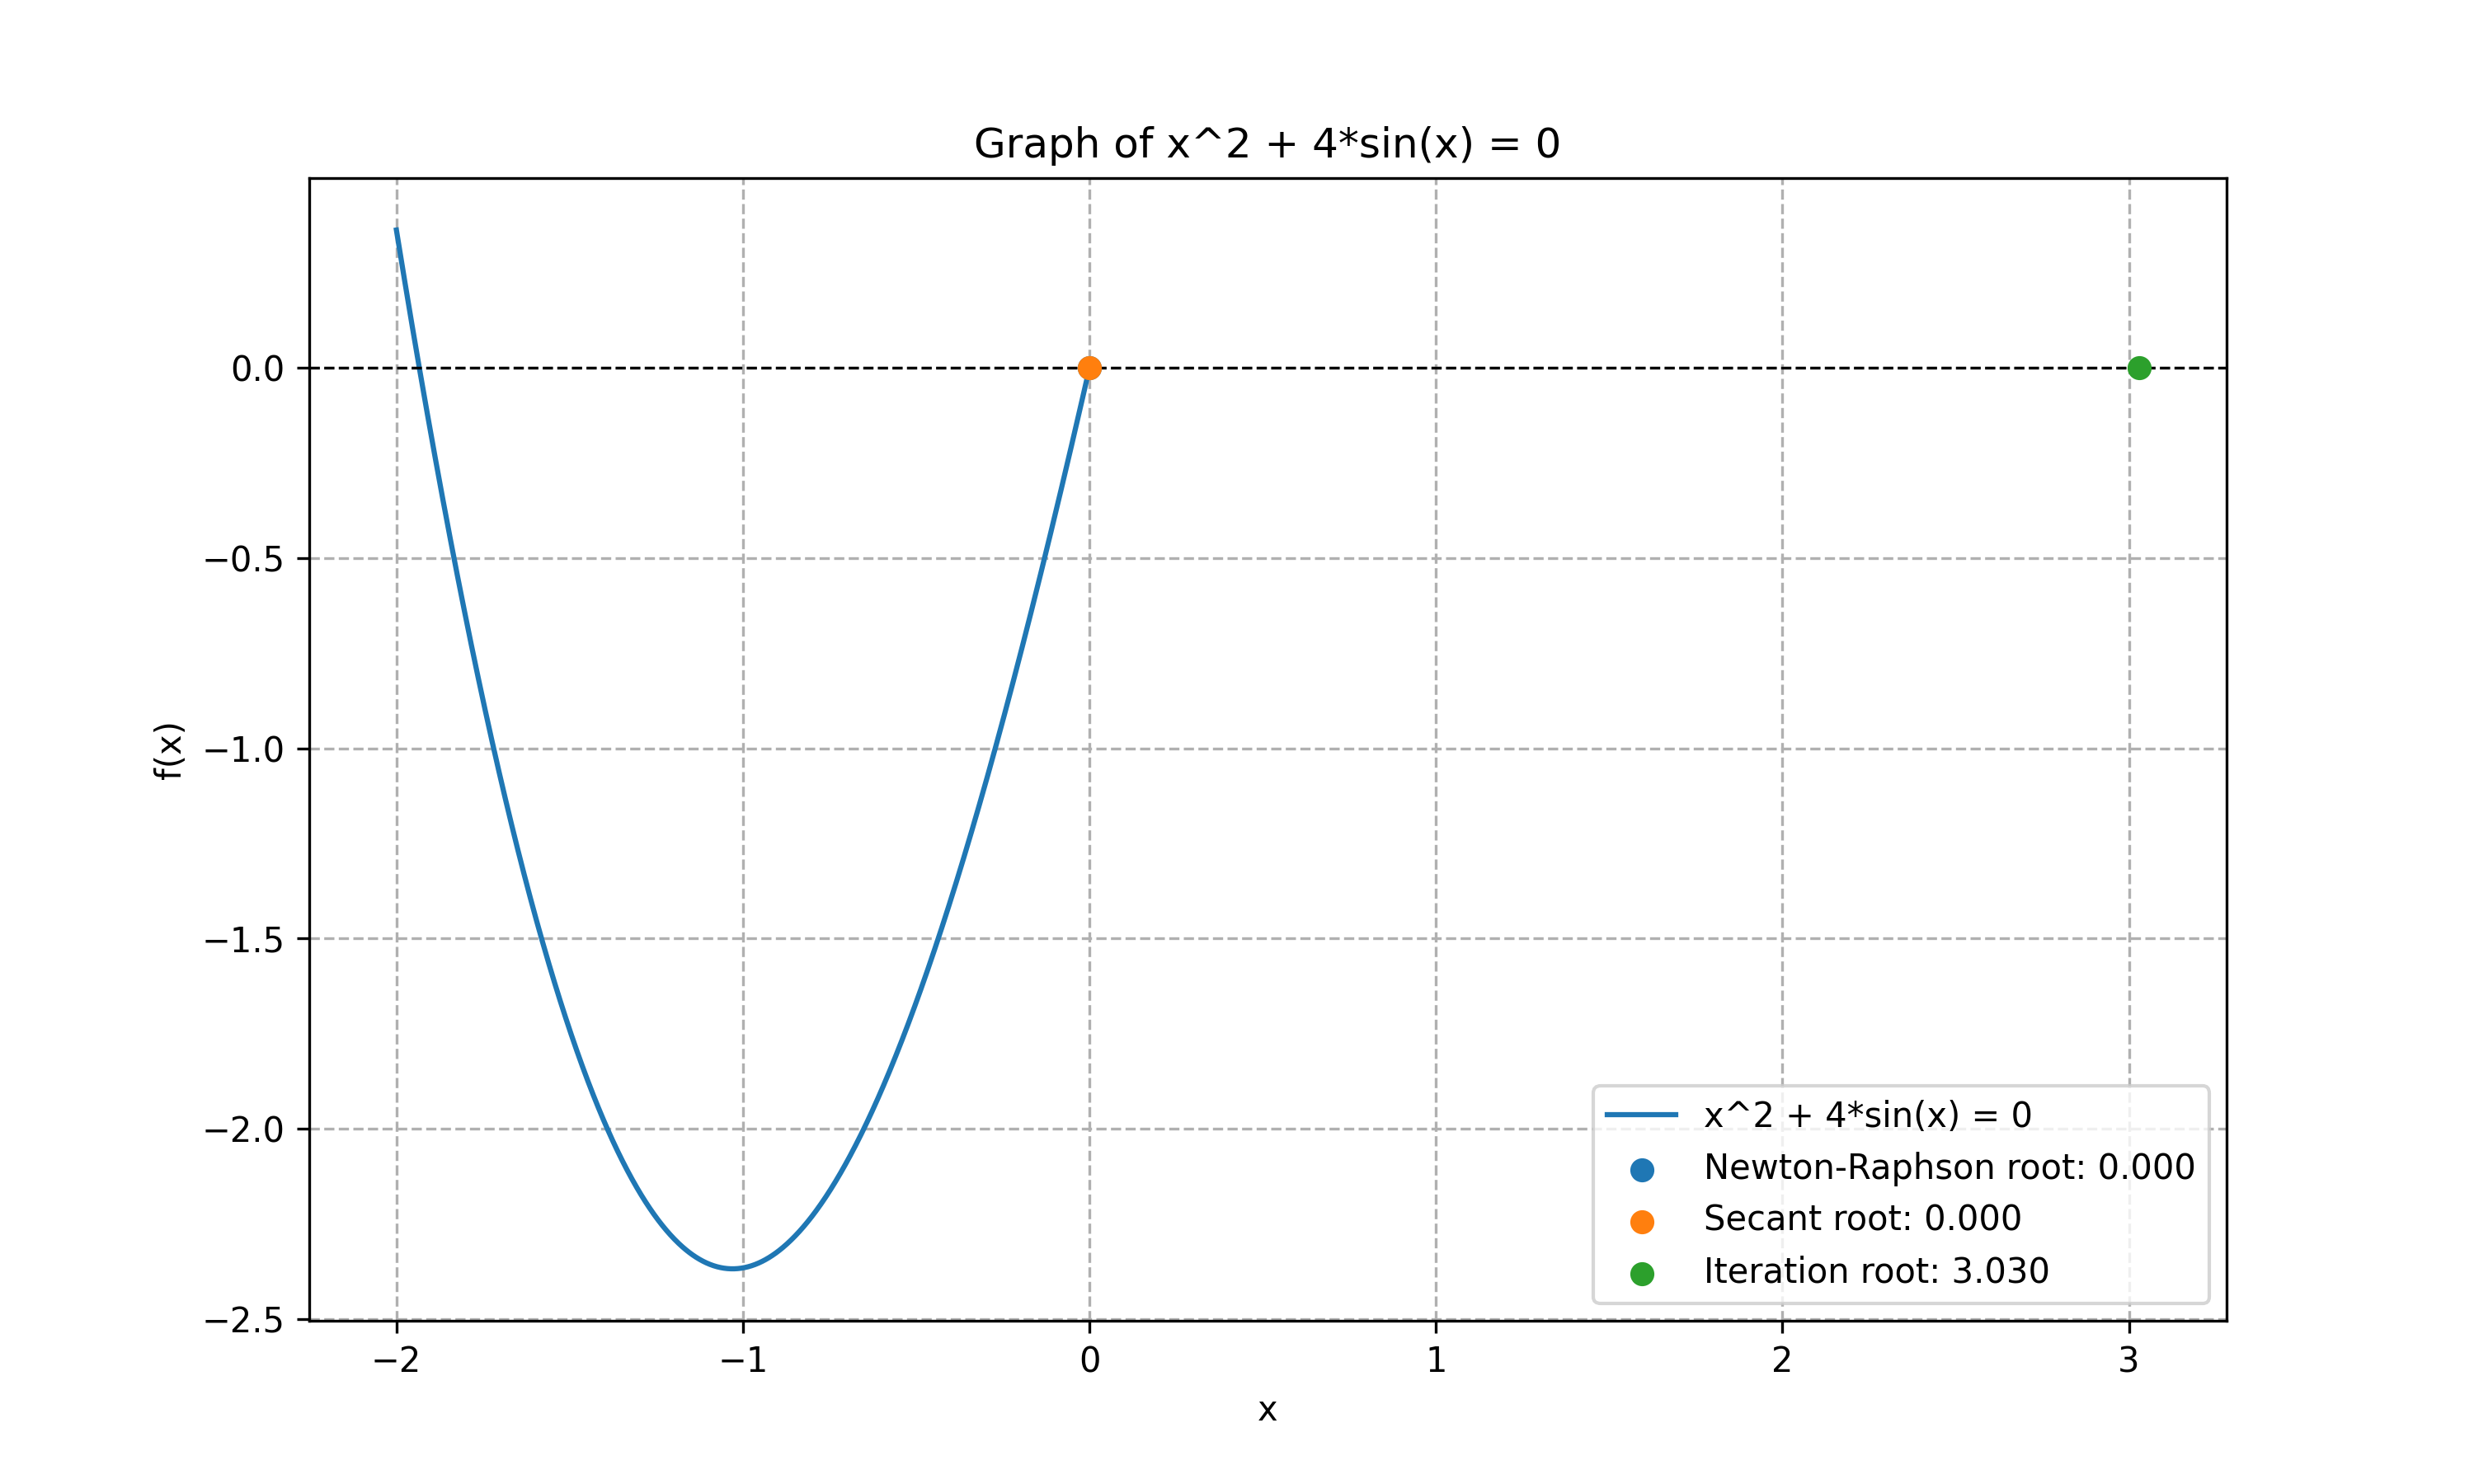 Graph of x^2 + 4*sin(x) = 0
0.0
−0.5
−1.0
−1.5
−2.0
−2.5
f(x)
−2
−1
0
1
2
3
x
x^2 + 4*sin(x) = 0
Newton-Raphson root: 0.000
Secant root: 0.000
Iteration root: 3.030